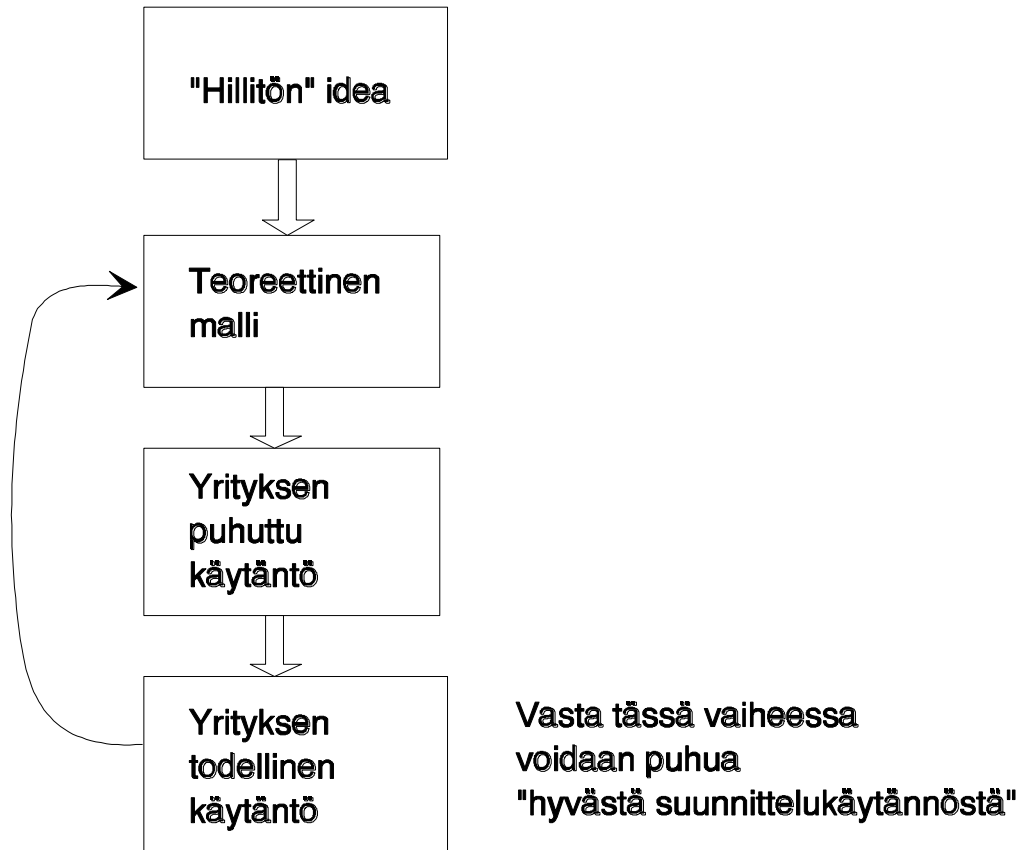 "Hillitön" idea
Teoreettinen
malli
Yrityksen
puhuttu
käytäntö
Yrityksen
todellinen
käytäntö
Vasta tässä vaiheessa
voidaan puhua
"hyvästä suunnittelukäytännöstä"